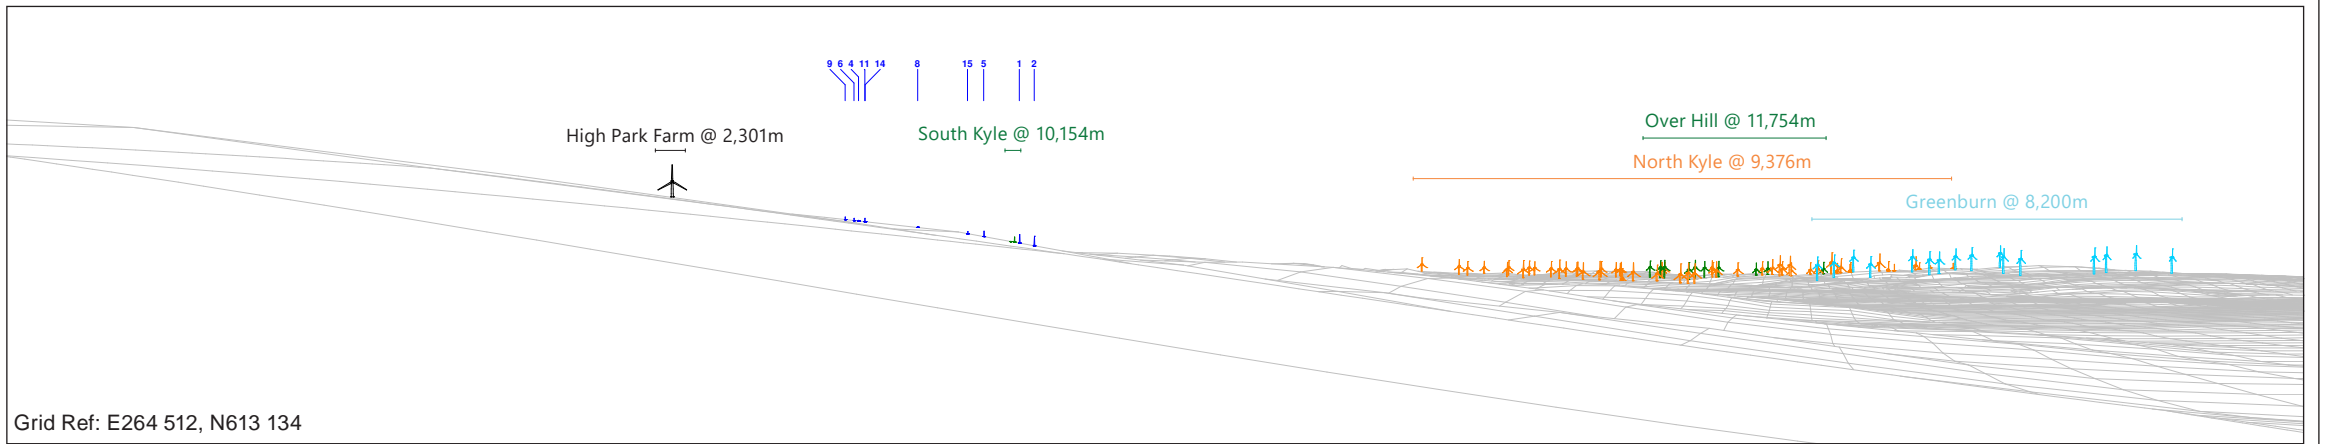 9 6 4 11 14 8 15 5 1 2
High Park Farm @ 2,301m
South Kyle @ 10,154m
Over Hill @ 11,754m
North Kyle @ 9,376m
Greenburn @ 8,200m
Grid Ref: E264 512, N613 134